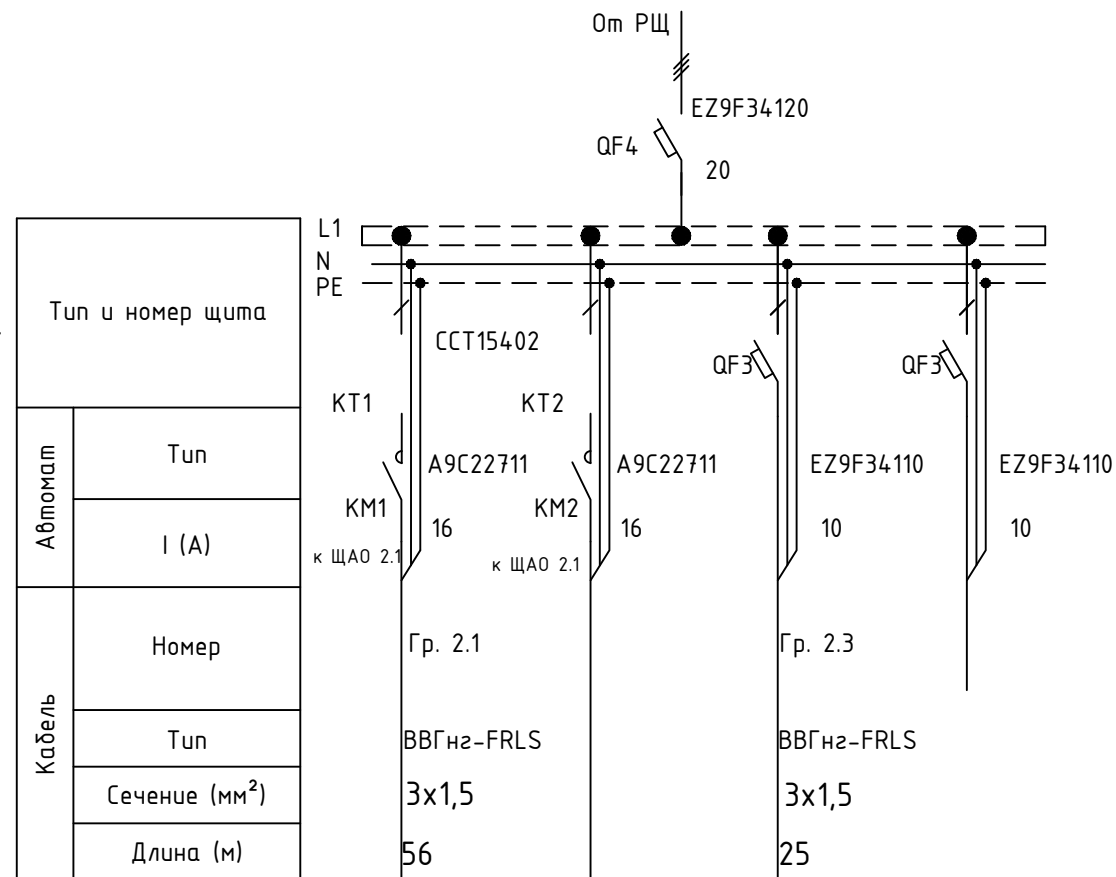 От РЩ
EZ9F34120
QF4
20
L1
N
PE
Тип и номер щита
CCT15402
QF3
QF3
KT1
KT2
Автомат
Тип
A9C22711
A9C22711
EZ9F34110
EZ9F34110
I (А)
KM1
16
KM2
16
10
10
к ЩАО 2.1
к ЩАО 2.1
Кабель
Номер
Гр. 2.1
Гр. 2.3
Тип
ВВГнг-FRLS
ВВГнг-FRLS
Сечение (мм²)
3х1,5
3х1,5
Длина (м)
56
25